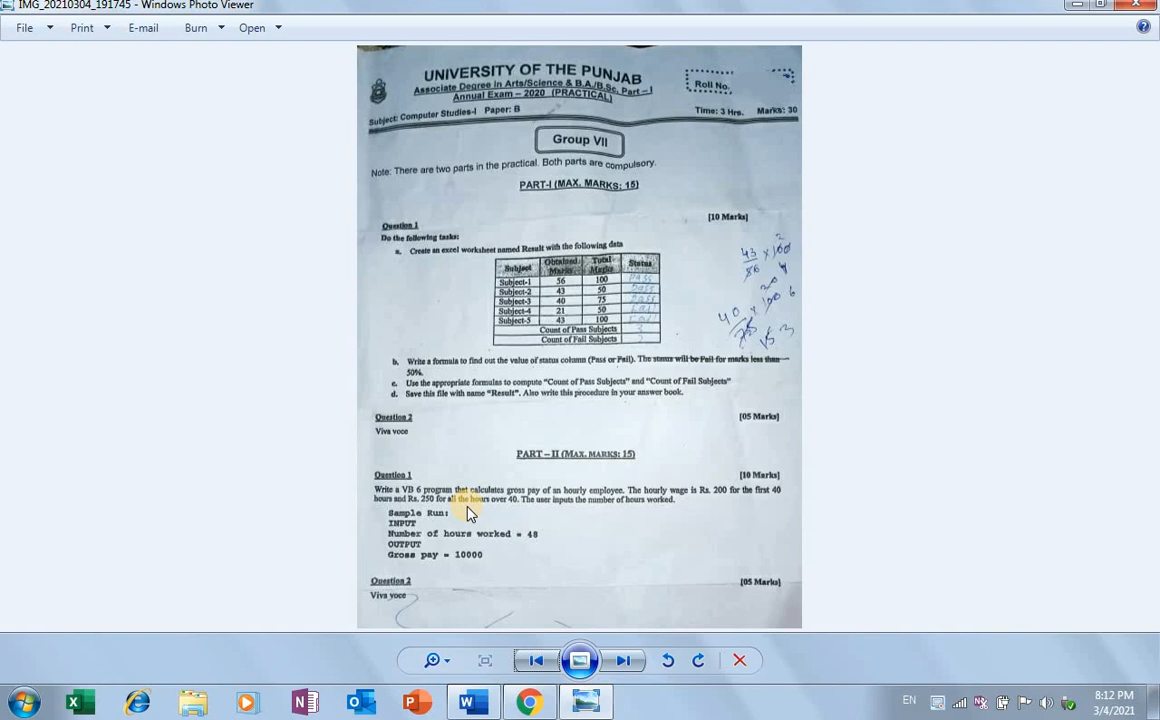 IMG_20210304_191745 - Windows Photo Viewer
File Print E-mail Burn Open
UNIVERSITY OF THE PUNJAB
Associate Degree in Arts/Science & B.A./B.Sc. Part – I
Annual Exam – 2020 (PRACTICAL)
Roll No.
Subject: Computer Studies-I Paper: B
Time: 3 Hrs. Marks: 30
Group VII
Note: There are two parts in the practical. Both parts are compulsory.
PART-I (MAX. MARKS: 15)
Question 1 [10 Marks]
Do the following tasks:
a. Create an excel worksheet named Result with the following data
Subject Obtained Marks Total Marks Status
Subject-1 56 100 Pass
Subject-2 43 50 Pass
Subject-3 40 75 Pass
Subject-4 21 50 Fail
Subject-5 43 100 Fail
Count of Pass Subjects 3
Count of Fail Subjects
43 x 100
40 x 100
b. Write a formula to find out the value of status column (Pass or Fail). The status will be Fail for marks less than
50%.
c. Use the appropriate formulas to compute "Count of Pass Subjects" and "Count of Fail Subjects"
d. Save this file with name "Result". Also write this procedure in your answer book.
Question 2 [05 Marks]
Viva voce
PART – II (MAX. MARKS: 15)
Question 1 [10 Marks]
Write a VB 6 program that calculates gross pay of an hourly employee. The hourly wage is Rs. 200 for the first 40
hours and Rs. 250 for all the hours over 40. The user inputs the number of hours worked.
Sample Run:
INPUT
Number of hours worked = 48
OUTPUT
Gross pay = 10000
Question 2 [05 Marks]
Viva voce
EN
8:12 PM
3/4/2021